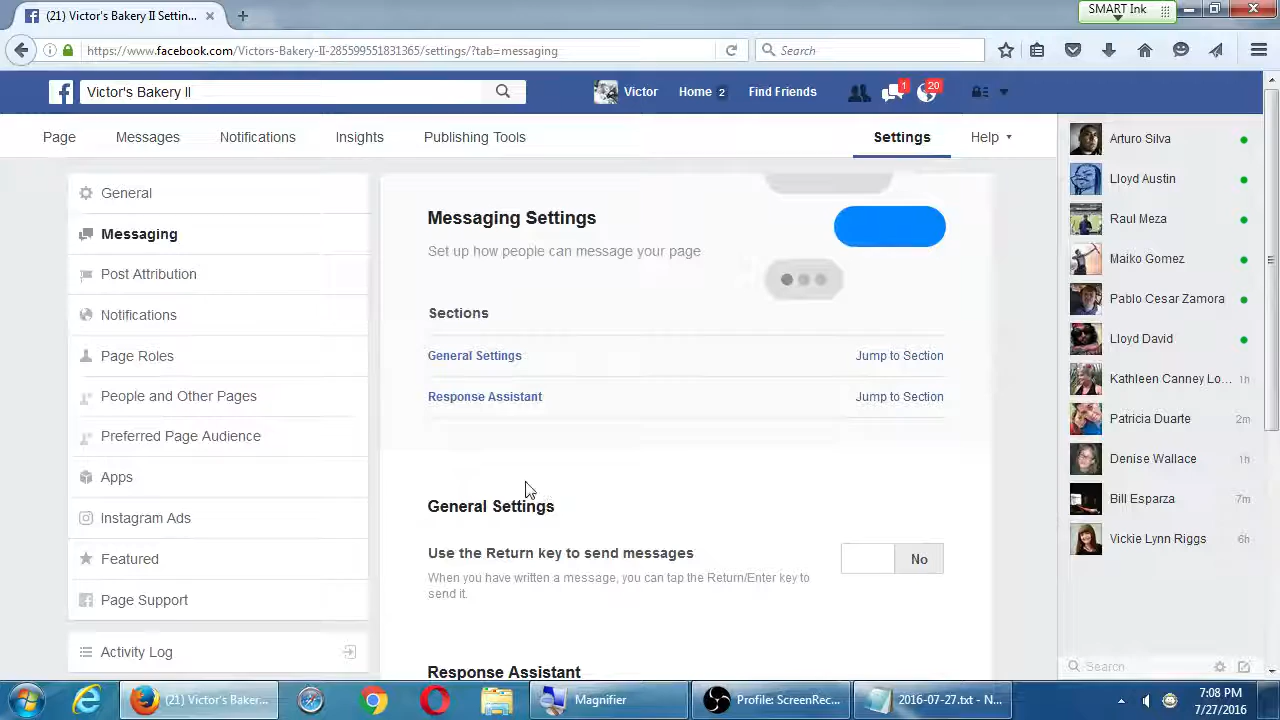 (21) Victor's Bakery II Settin...
SMART Ink
https://www.facebook.com/Victors-Bakery-II-285599551831365/settings/?tab=messaging
Search
Victor's Bakery II
Victor
Home 2
Find Friends
1
20
Page
Messages
Notifications
Insights
Publishing Tools
Settings
Help
General
Messaging
Post Attribution
Notifications
Page Roles
People and Other Pages
Preferred Page Audience
Apps
Instagram Ads
Featured
Page Support
Activity Log
Messaging Settings
Set up how people can message your page
Sections
General Settings
Jump to Section
Response Assistant
Jump to Section
General Settings
Use the Return key to send messages
No
When you have written a message, you can tap the Return/Enter key to
send it.
Response Assistant
Arturo Silva
Lloyd Austin
Raul Meza
Maiko Gomez
Pablo Cesar Zamora
Lloyd David
Kathleen Canney Lo... 1h
Patricia Duarte 2m
Denise Wallace 1h
Bill Esparza 7m
Vickie Lynn Riggs 6h
Search
(21) Victor's Baker...
Magnifier
Profile: ScreenRec...
2016-07-27.txt - N...
7:08 PM
7/27/2016